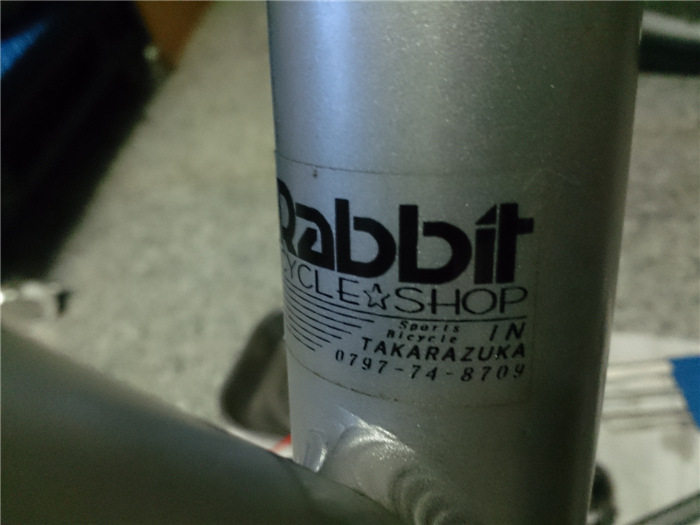 Rabbit
CYCLE☆SHOP
Sports
Bicycle IN
TAKARAZUKA
0797-74-8709